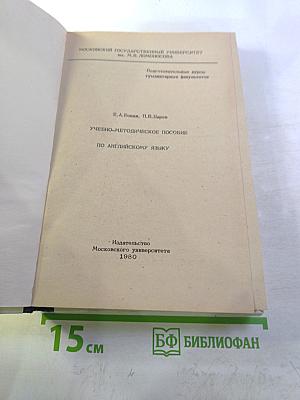 МОСКОВСКИЙ ГОСУДАРСТВЕННЫЙ УНИВЕРСИТЕТ
им. М.В. ЛОМОНОСОВА
Подготовительные курсы
гуманитарных факультетов
УЧЕБНО-МЕТОДИЧЕСКОЕ ПОСОБИЕ
ПО АНГЛИЙСКОМУ ЯЗЫКУ
Издательство
Московского университета
1980
15 см
БФ БИБЛИОФАН